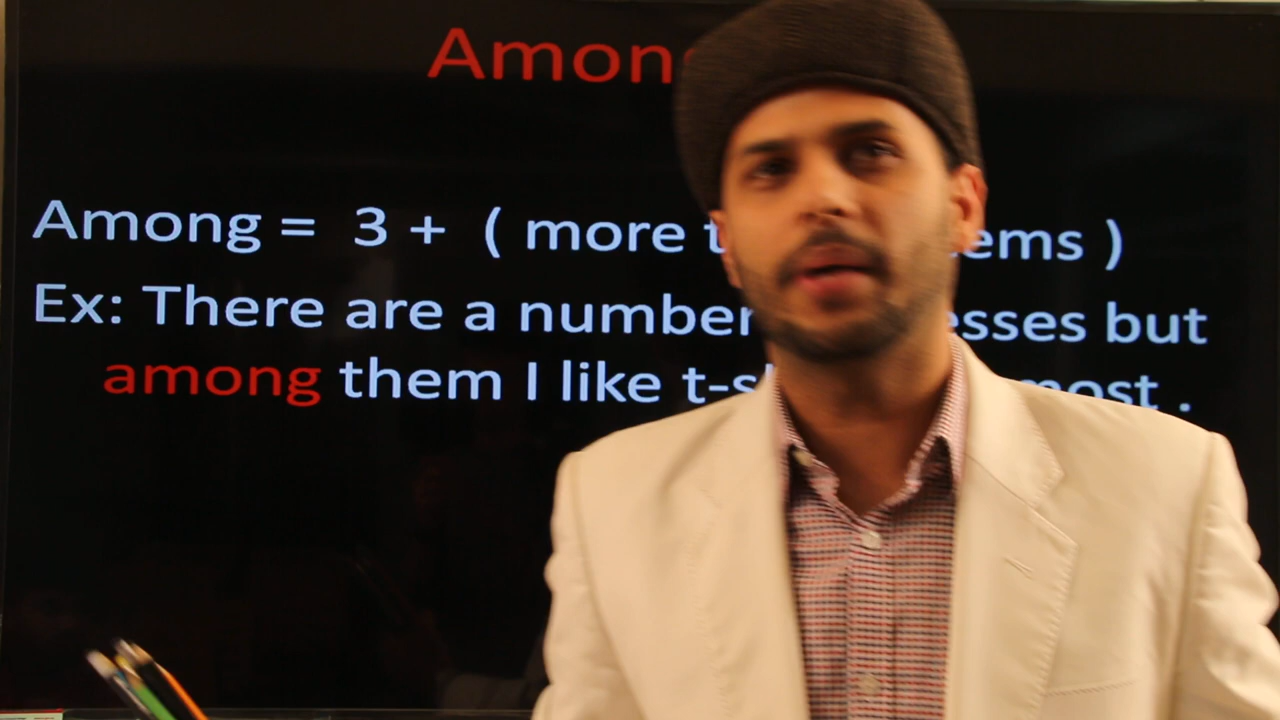 Amon
Among = 3 + ( more t ems )
Ex: There are a number esses but
among them I like t-s most .